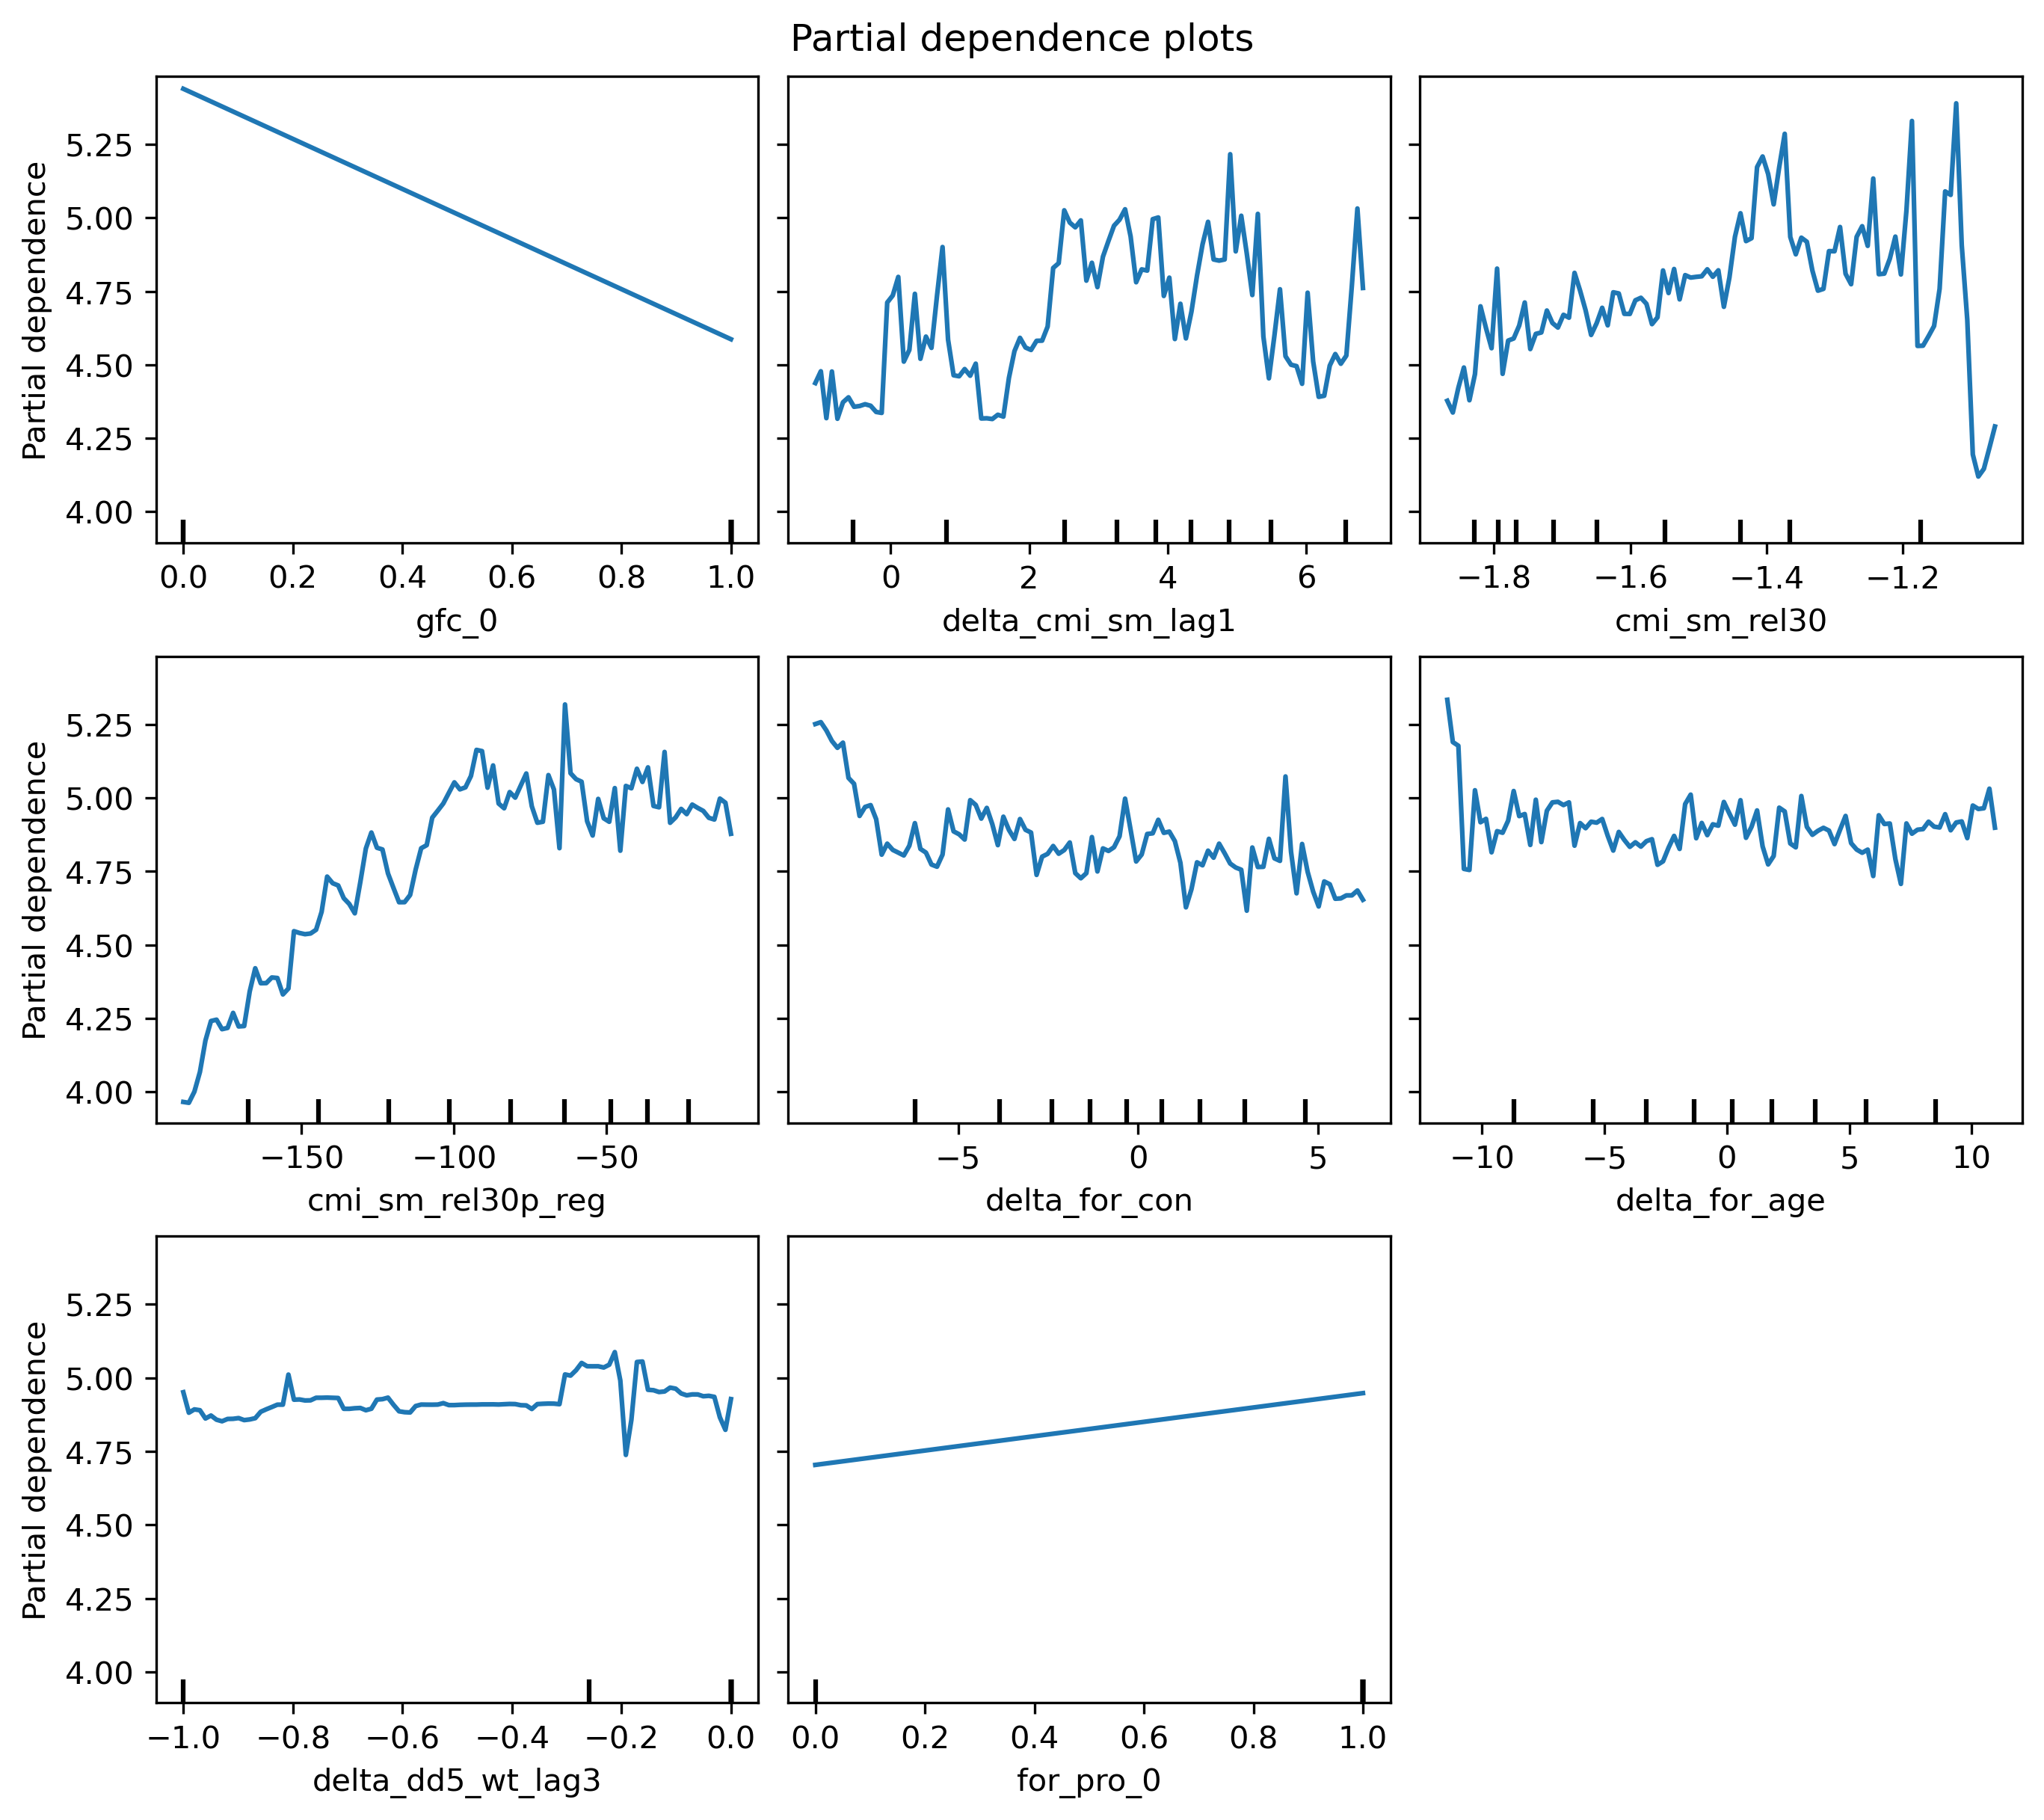 Partial dependence plots
Partial dependence
5.25
5.00
4.75
4.50
4.25
4.00
0.0 0.2 0.4 0.6 0.8 1.0
gfc_0
0 2 4 6
delta_cmi_sm_lag1
−1.8 −1.6 −1.4 −1.2
cmi_sm_rel30
Partial dependence
5.25
5.00
4.75
4.50
4.25
4.00
−150 −100 −50
cmi_sm_rel30p_reg
−5 0 5
delta_for_con
−10 −5 0 5 10
delta_for_age
Partial dependence
5.25
5.00
4.75
4.50
4.25
4.00
−1.0 −0.8 −0.6 −0.4 −0.2 0.0
delta_dd5_wt_lag3
0.0 0.2 0.4 0.6 0.8 1.0
for_pro_0